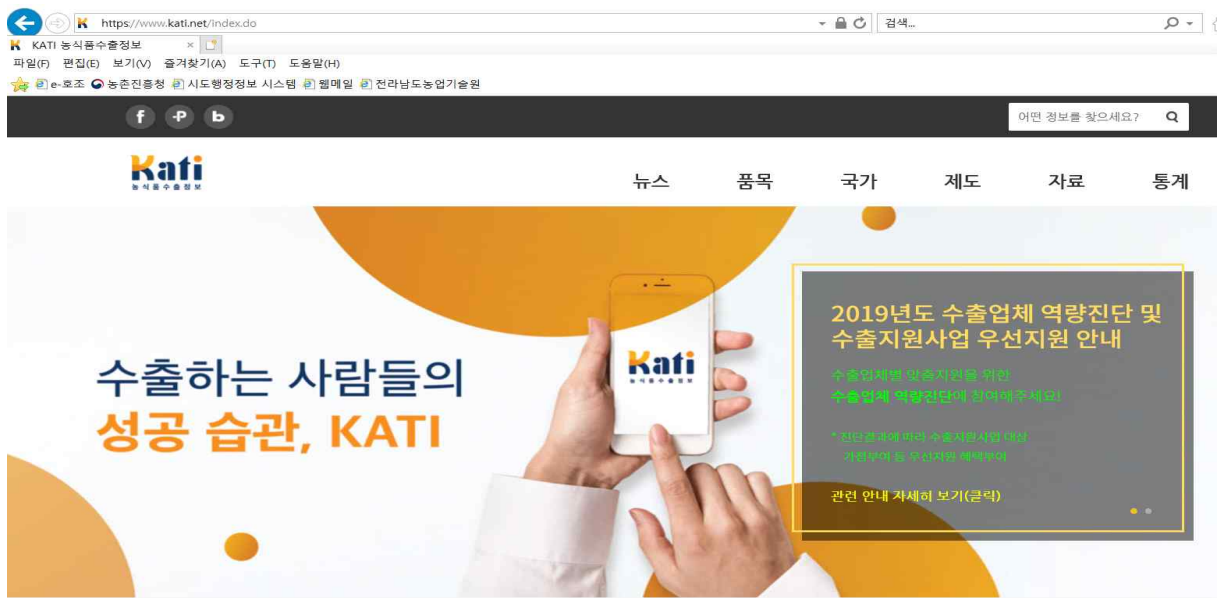 https://www.kati.net/index.do
검색...
KATI 농식품수출정보
파일(F) 편집(E) 보기(V) 즐겨찾기(A) 도구(T) 도움말(H)
e-호조 농촌진흥청 시도행정정보 시스템 웹메일 전라남도농업기술원
어떤 정보를 찾으세요?
Kati
농식품수출정보
뉴스 품목 국가 제도 자료 통계
수출하는 사람들의
성공 습관, KATI
Kati
농식품수출정보
2019년도 수출업체 역량진단 및
수출지원사업 우선지원 안내
수출업체별 맞춤지원을 위한
수출업체 역량진단에 참여해주세요!
* 진단결과에 따라 수출지원사업 대상
가점부여 등 우선지원 혜택부여
관련 안내 자세히 보기(클릭)